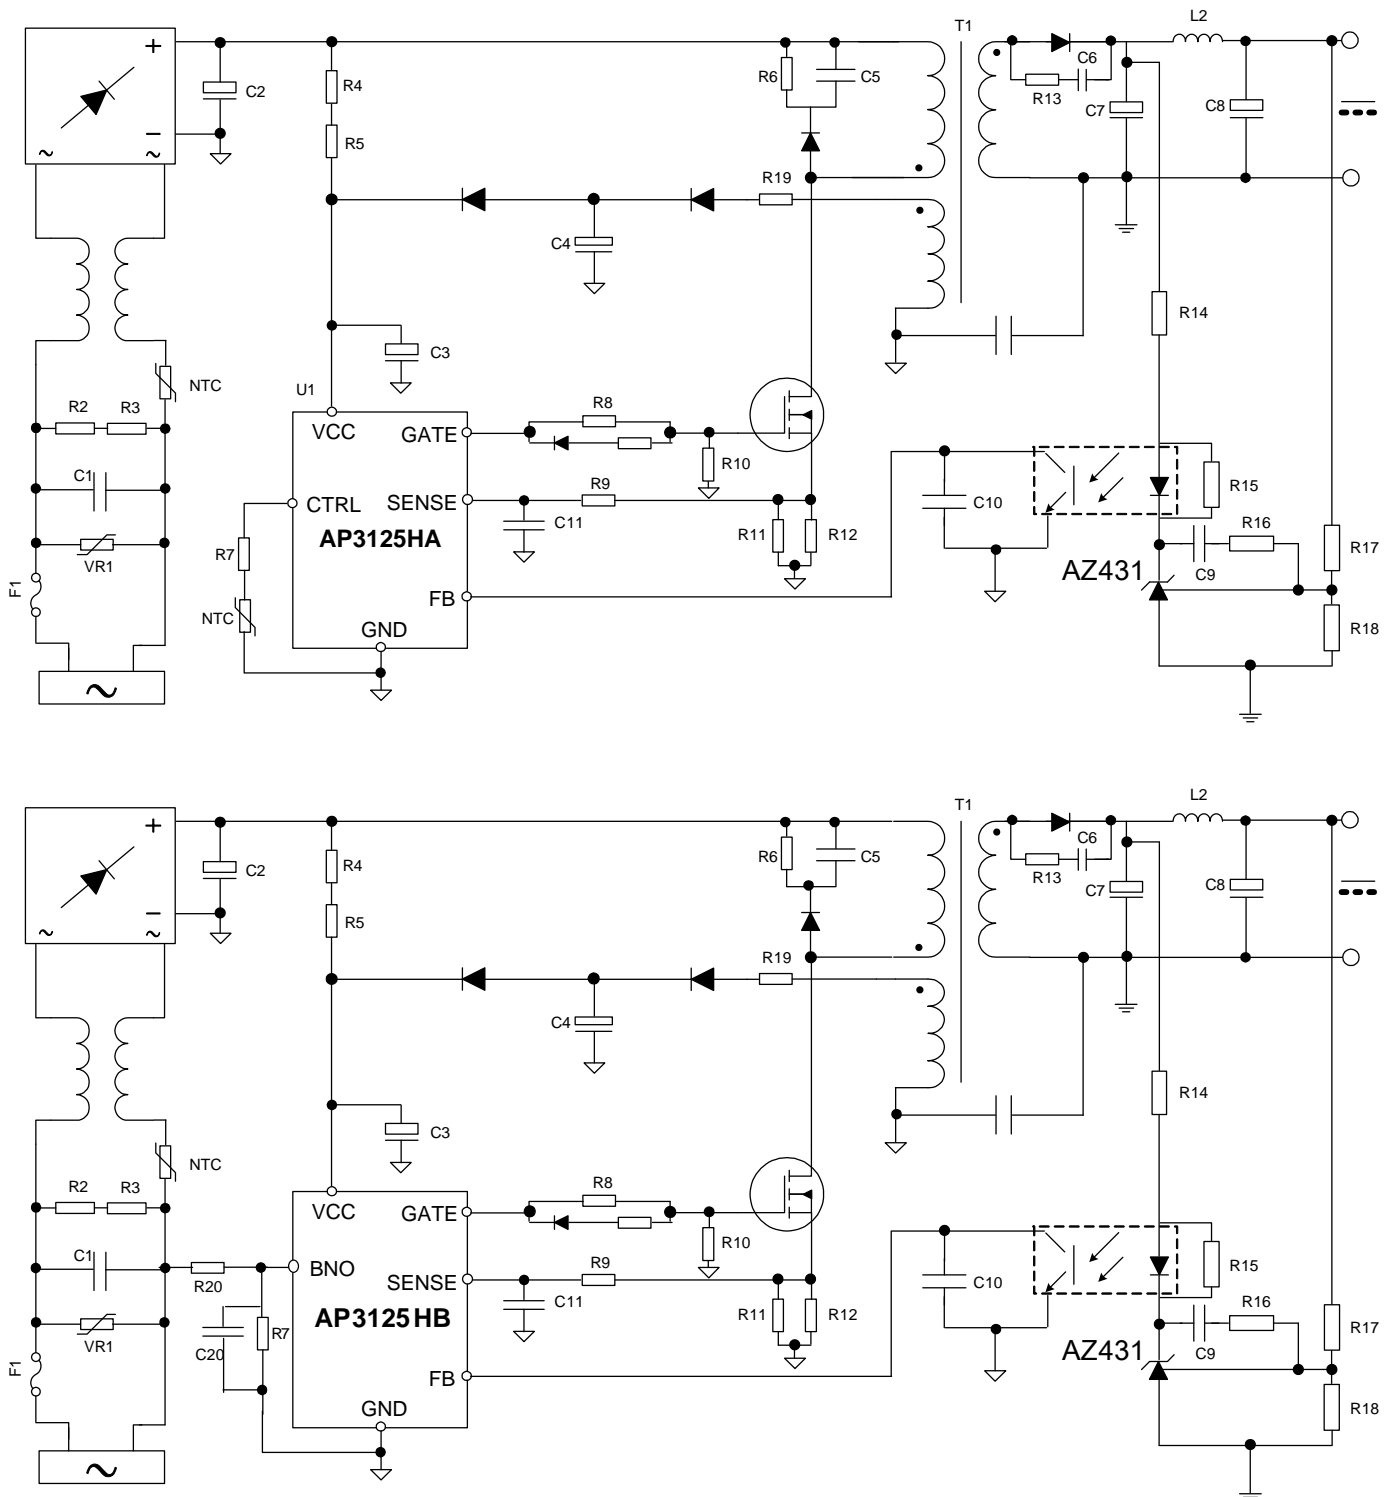 T1
L2
+
R6
C5
C6
R13
C2
R4
C7
C8
−
R5
~ ~
R19
C4
R14
C3
NTC
U1
R2 R3
R8
VCC
GATE
R10
C1
CTRL
SENSE
R9
C10
R15
C11
R11
R12
R16
AP3125HA
R7
VR1
C9
R17
AZ431
F1
NTC
FB
GND
R18
~
T1
L2
+
R6
C5
C6
R13
C2
R4
C7
C8
−
R5
~ ~
R19
C4
R14
C3
NTC
R2 R3
R8
VCC
GATE
R10
C1
R20
BNO
SENSE
R9
C10
R15
C11
R11
R12
R16
AP3125HB
R7
C20
VR1
C9
R17
AZ431
F1
FB
GND
R18
~